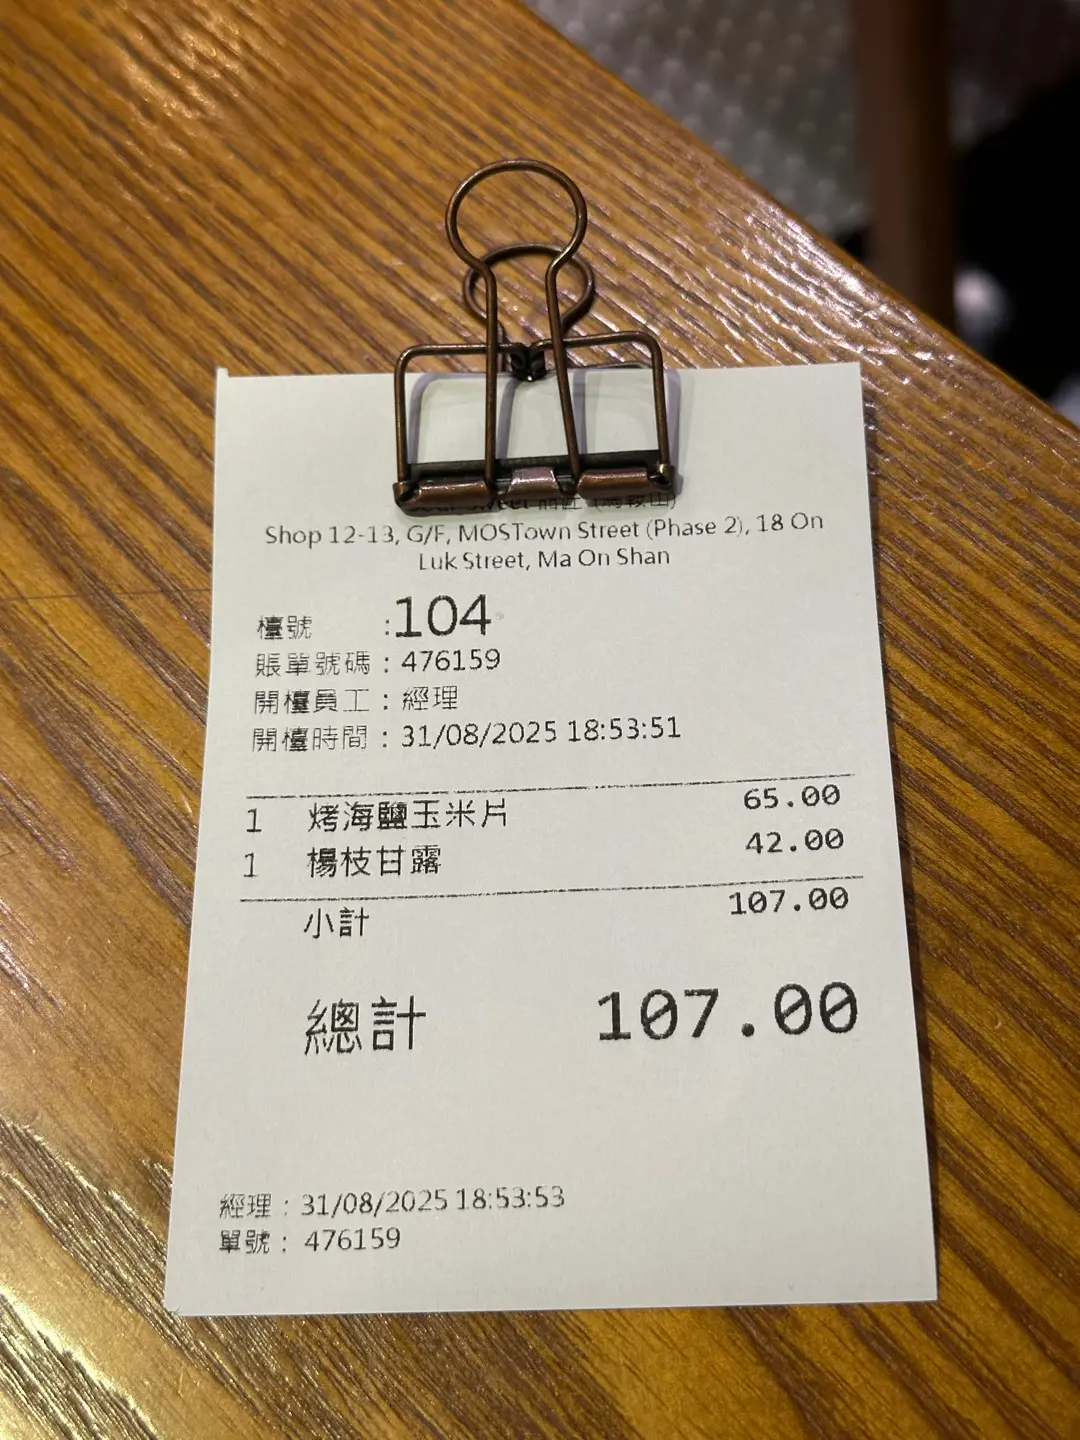 (馬鞍山)
Shop 12-13, G/F, MOSTown Street (Phase 2), 18 On
Luk Street, Ma On Shan
檯號 :104
賬單號碼 : 476159
開檯員工 : 經理
開檯時間 : 31/08/2025 18:53:51
1 烤海鹽玉米片 65.00
1 楊枝甘露 42.00
小計 107.00
總計 107.00
經理 : 31/08/2025 18:53:53
單號 : 476159